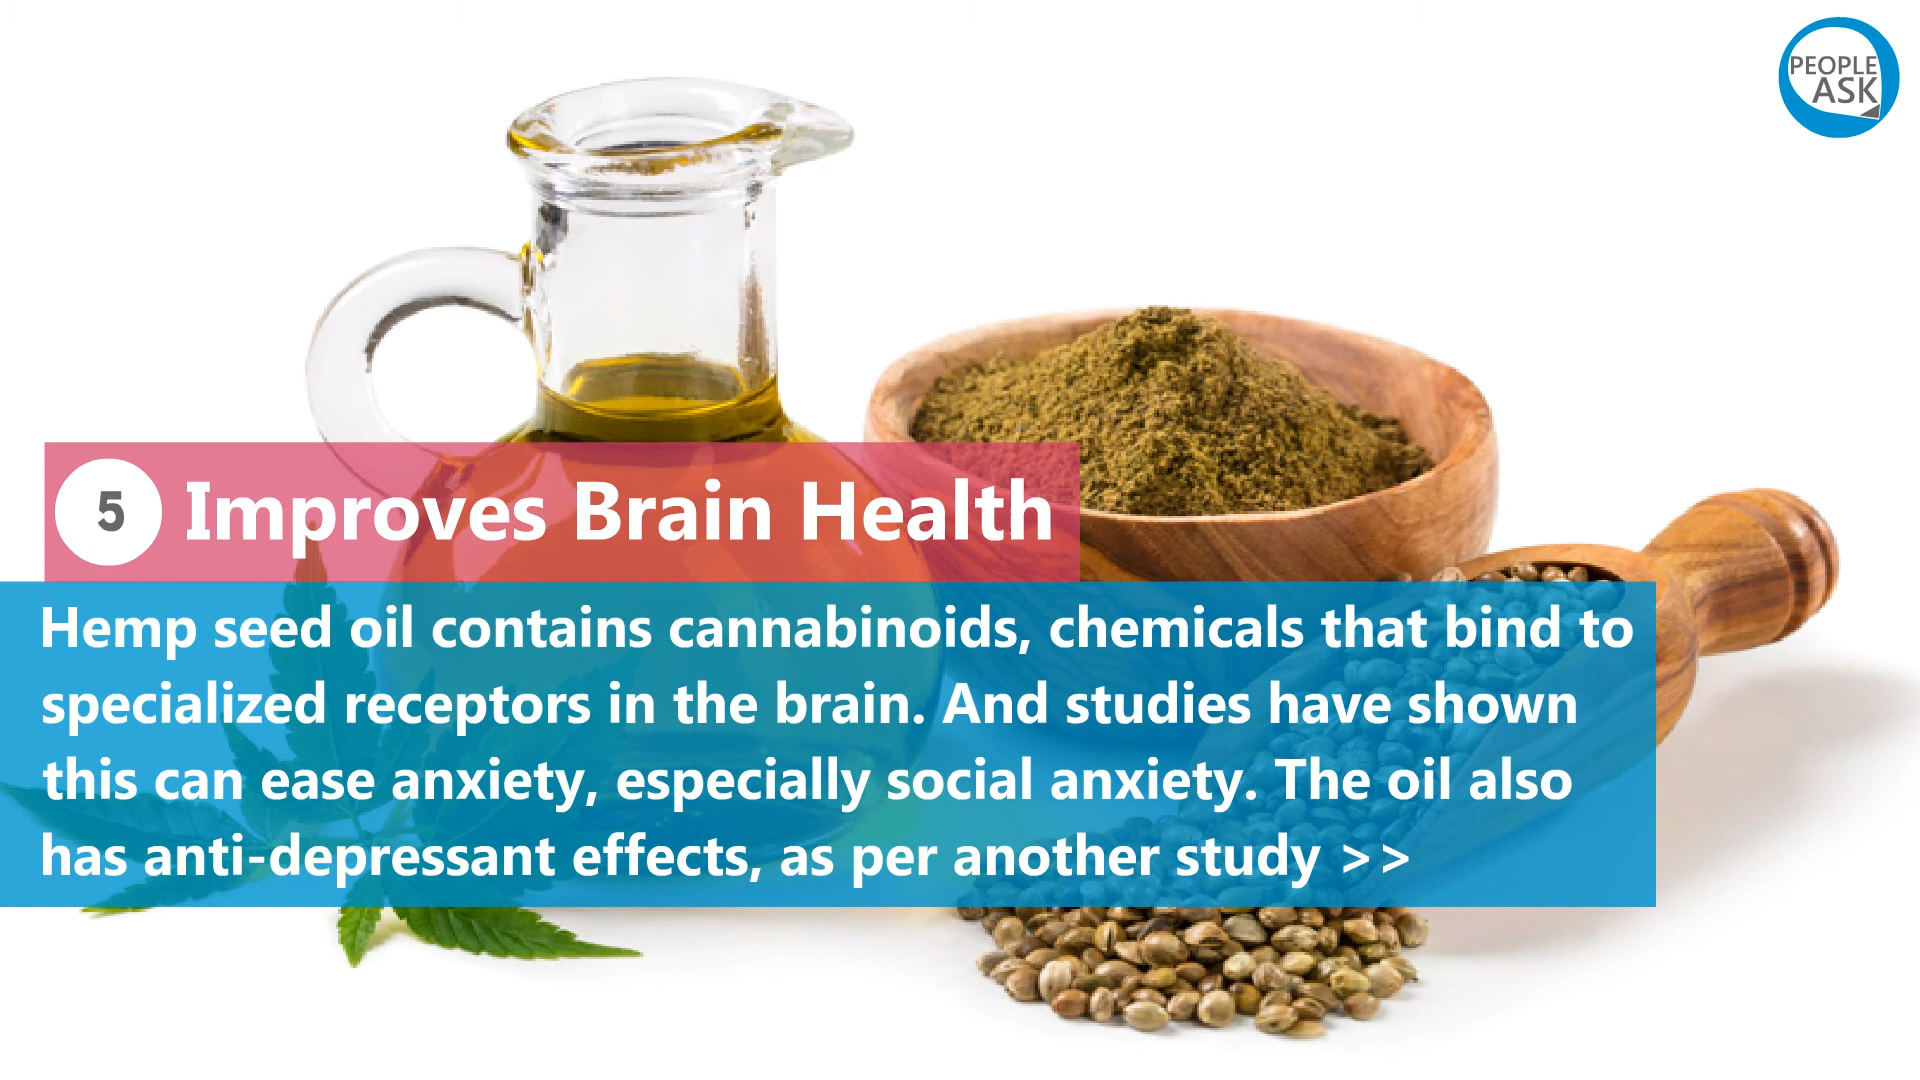 PEOPLE
ASK
5 Improves Brain Health
Hemp seed oil contains cannabinoids, chemicals that bind to
specialized receptors in the brain. And studies have shown
this can ease anxiety, especially social anxiety. The oil also
has anti-depressant effects, as per another study >>